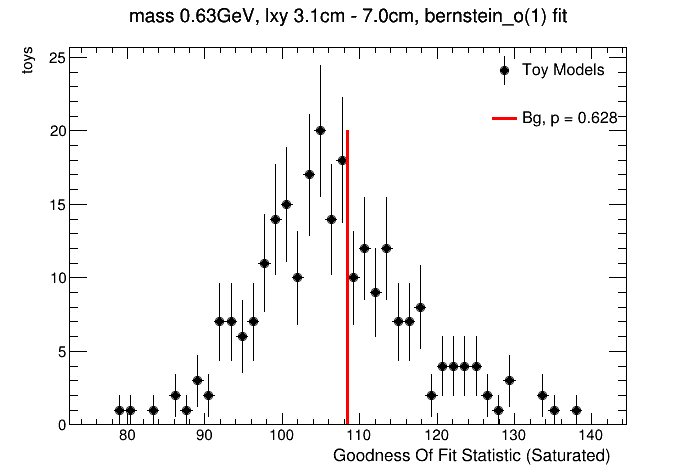 mass 0.63GeV, lxy 3.1cm - 7.0cm, bernstein_o(1) fit
toys
25
20
15
10
5
0
Toy Models
Bg, p = 0.628
80 90 100 110 120 130 140
Goodness Of Fit Statistic (Saturated)